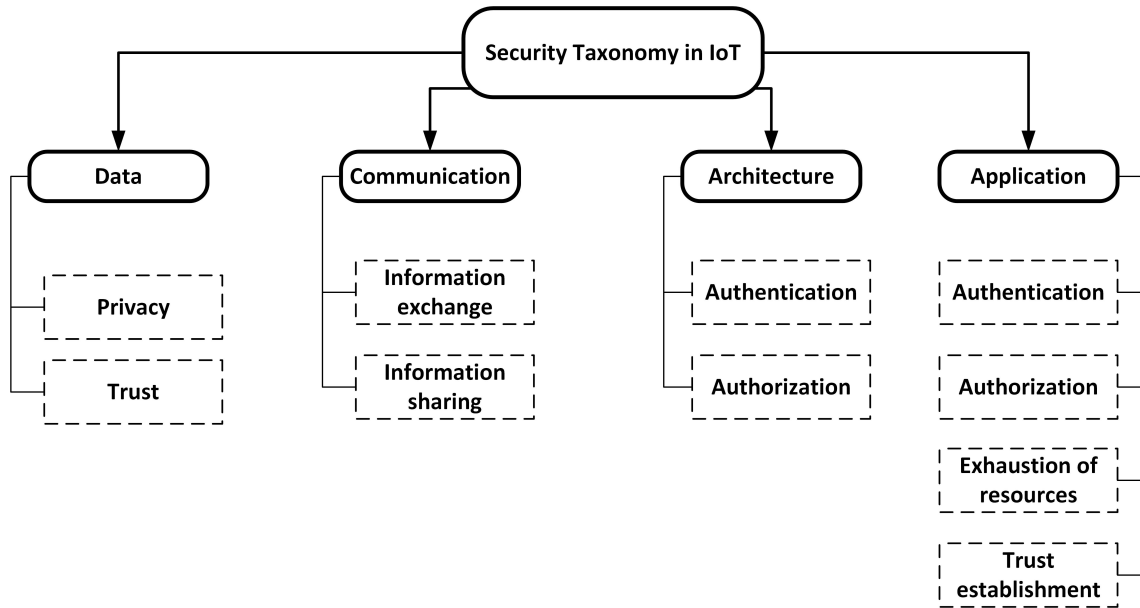 Security Taxonomy in IoT
Data
Communication
Architecture
Application
Privacy
Trust
Information
exchange
Information
sharing
Authentication
Authorization
Authentication
Authorization
Exhaustion of
resources
Trust
establishment